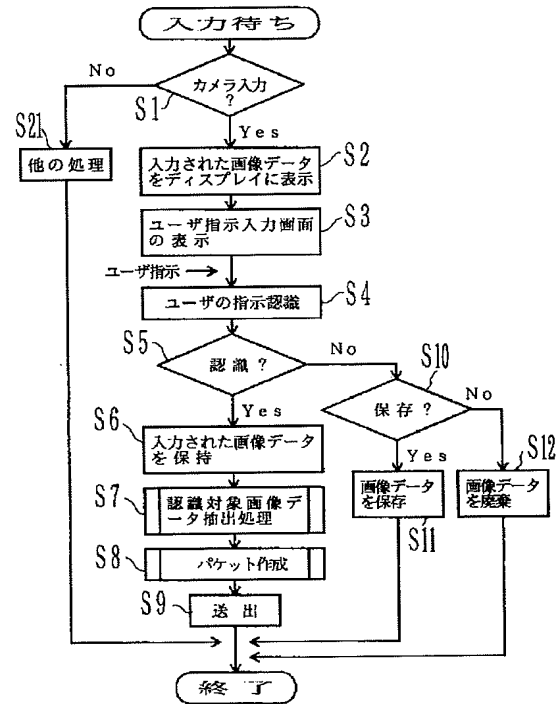 入力待ち
No
カメラ入力
?
S1
Yes
S21
他の処理
入力された画像データ
をディスプレイに表示
S2
ユーザ指示入力画面
の表示
S3
ユーザ指示
ユーザの指示認識
S4
S5
認識?
No
S10
Yes
保存?
No
S6
入力された画像データ
を保持
Yes
S12
画像データ
を保存
S11
画像データ
を廃棄
S7
認識対象画像デ
ータ抽出処理
S8
パケット作成
S9
送出
終了